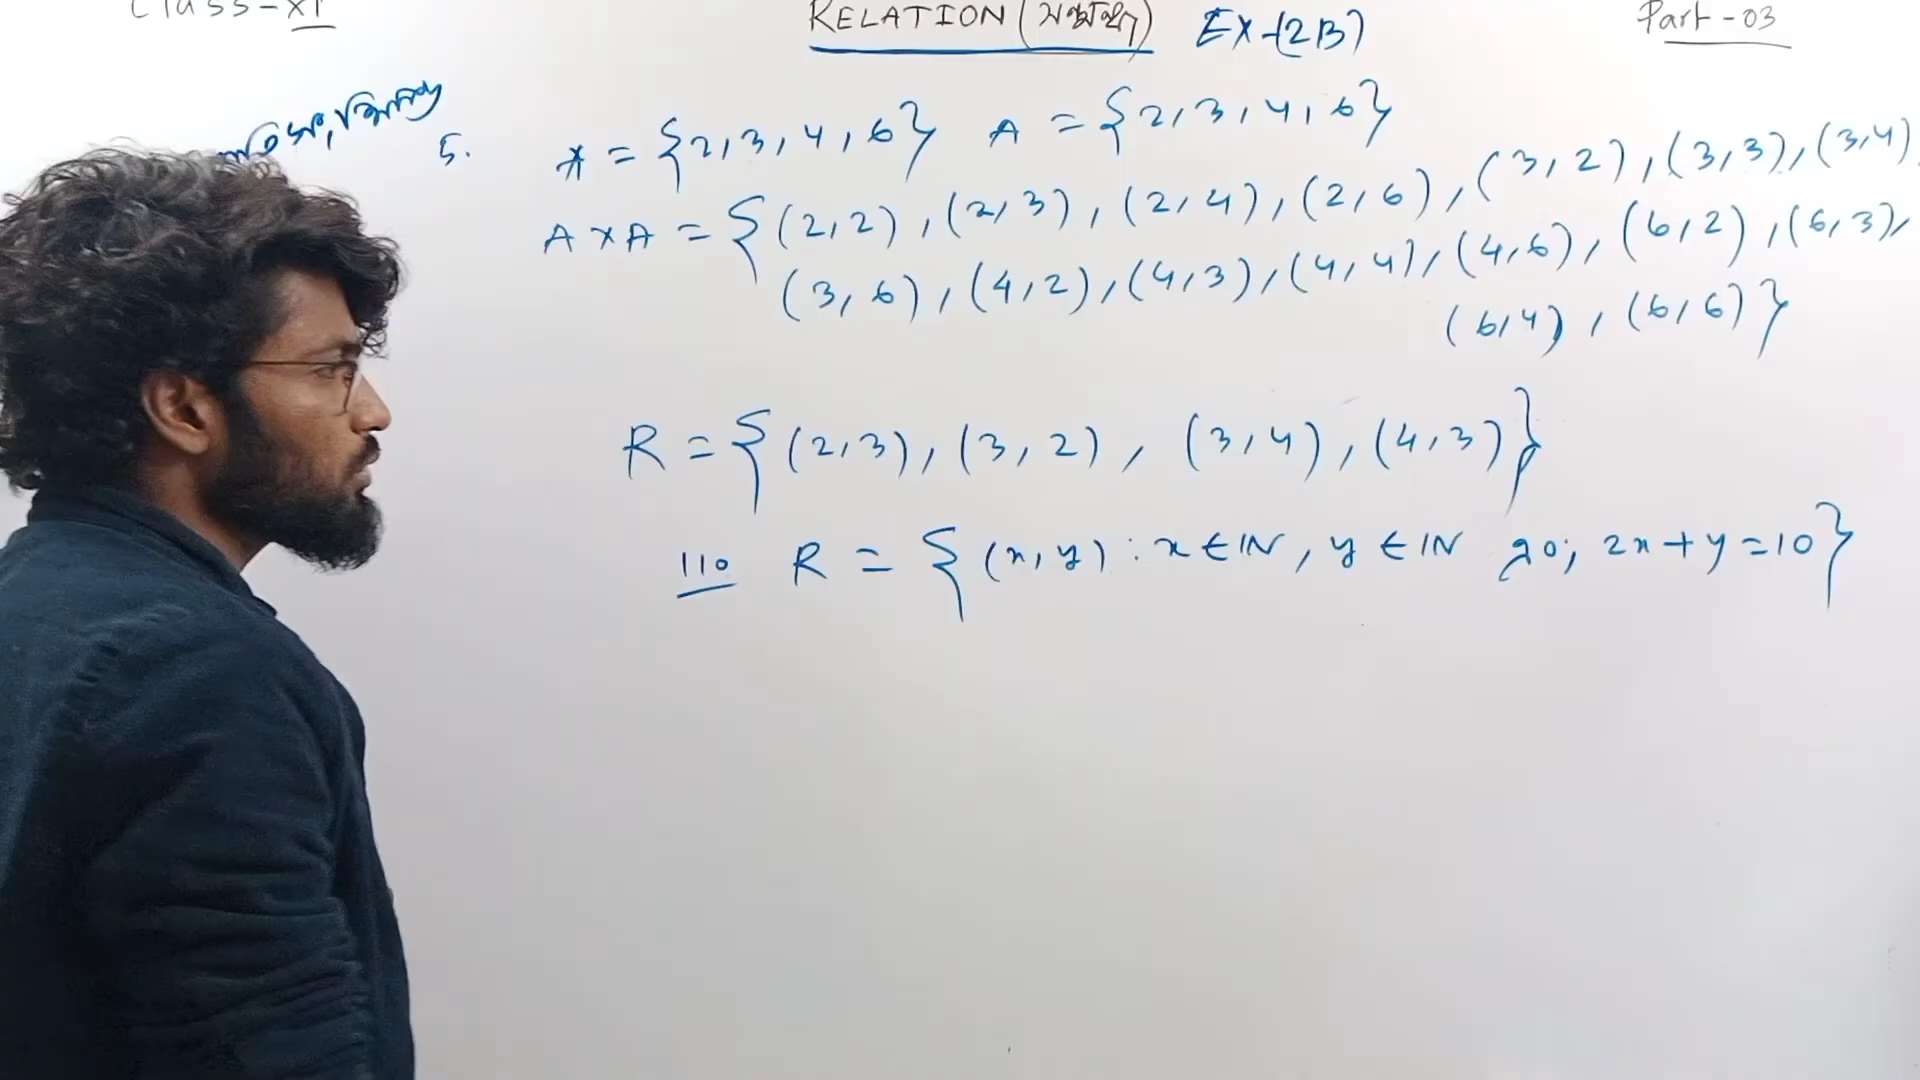 Class-XI
RELATION (সম্বন্ধ) EX-(2B)
Part-03
5. A = {2,3,4,6} A = {2,3,4,6}
A×A = {(2,2), (2,3), (2,4), (2,6), (3,2), (3,3), (3,4),
(3,6), (4,2), (4,3), (4,4), (4,6), (6,2), (6,3),
(6,4), (6,6)}
R = {(2,3), (3,2), (3,4), (4,3)}
11. R = {(x,y) : x∈IN, y∈IN এবং 2x+y=10}